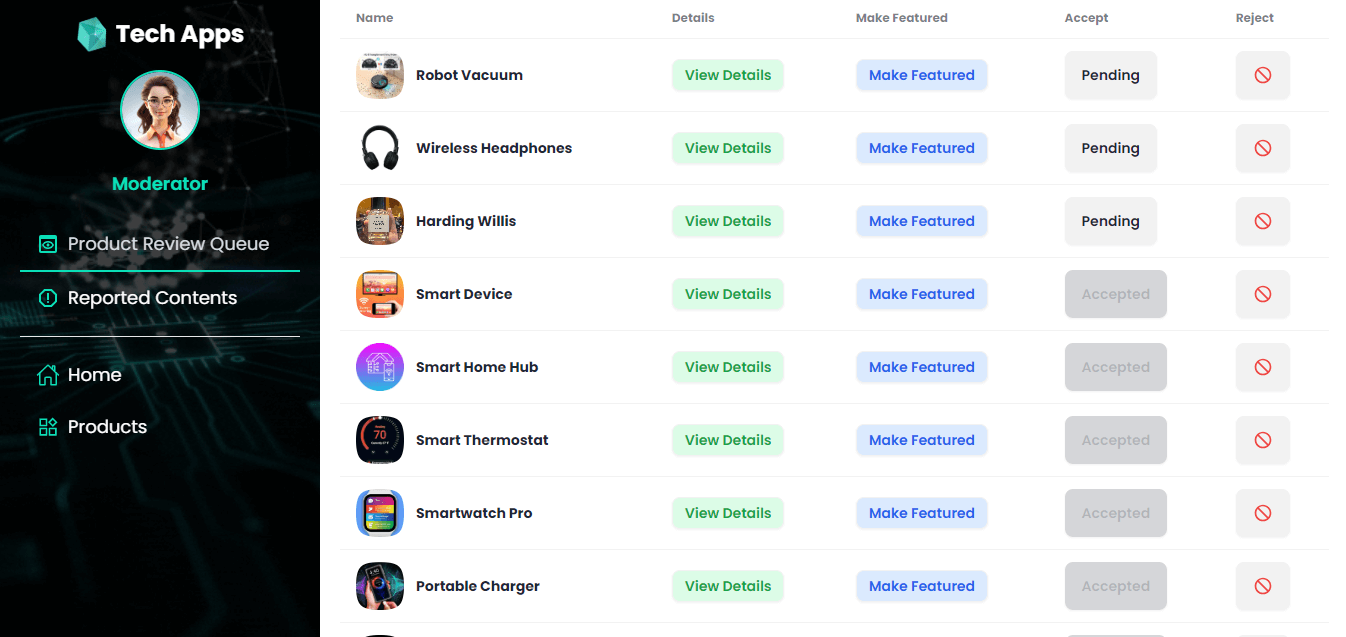 Tech Apps
Moderator
Product Review Queue
Reported Contents
Home
Products
Name Details Make Featured Accept Reject
Robot Vacuum View Details Make Featured Pending
Wireless Headphones View Details Make Featured Pending
Harding Willis View Details Make Featured Pending
Smart Device View Details Make Featured Accepted
Smart Home Hub View Details Make Featured Accepted
70
Smart Thermostat View Details Make Featured Accepted
Smartwatch Pro View Details Make Featured Accepted
Portable Charger View Details Make Featured Accepted